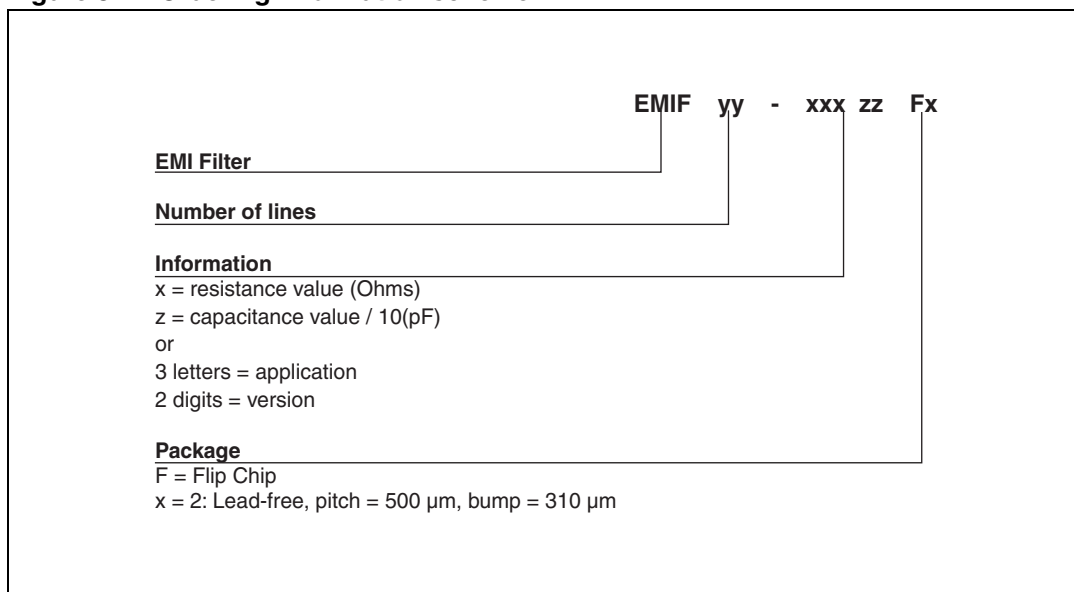 EMIF yy - xxx zz Fx
EMI Filter
Number of lines
Information
x = resistance value (Ohms)
z = capacitance value / 10(pF)
or
3 letters = application
2 digits = version
Package
F = Flip Chip
x = 2: Lead-free, pitch = 500 µm, bump = 310 µm